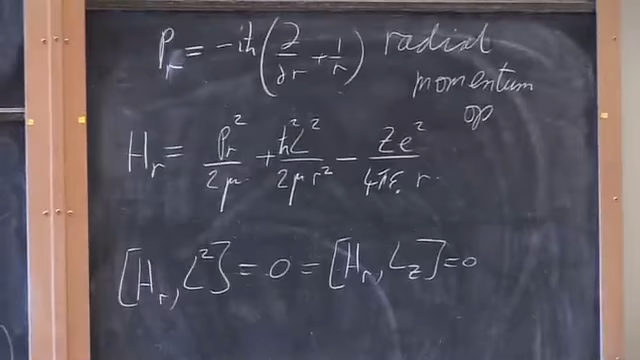 P_r = -iħ(∂/∂r + 1/r) radial
momentum
op
H_r = P_r²/2μ + ħ²L²/2μr² - Ze²/4πε₀r
[H_r, L²] = 0 = [H_r, L_z] = 0